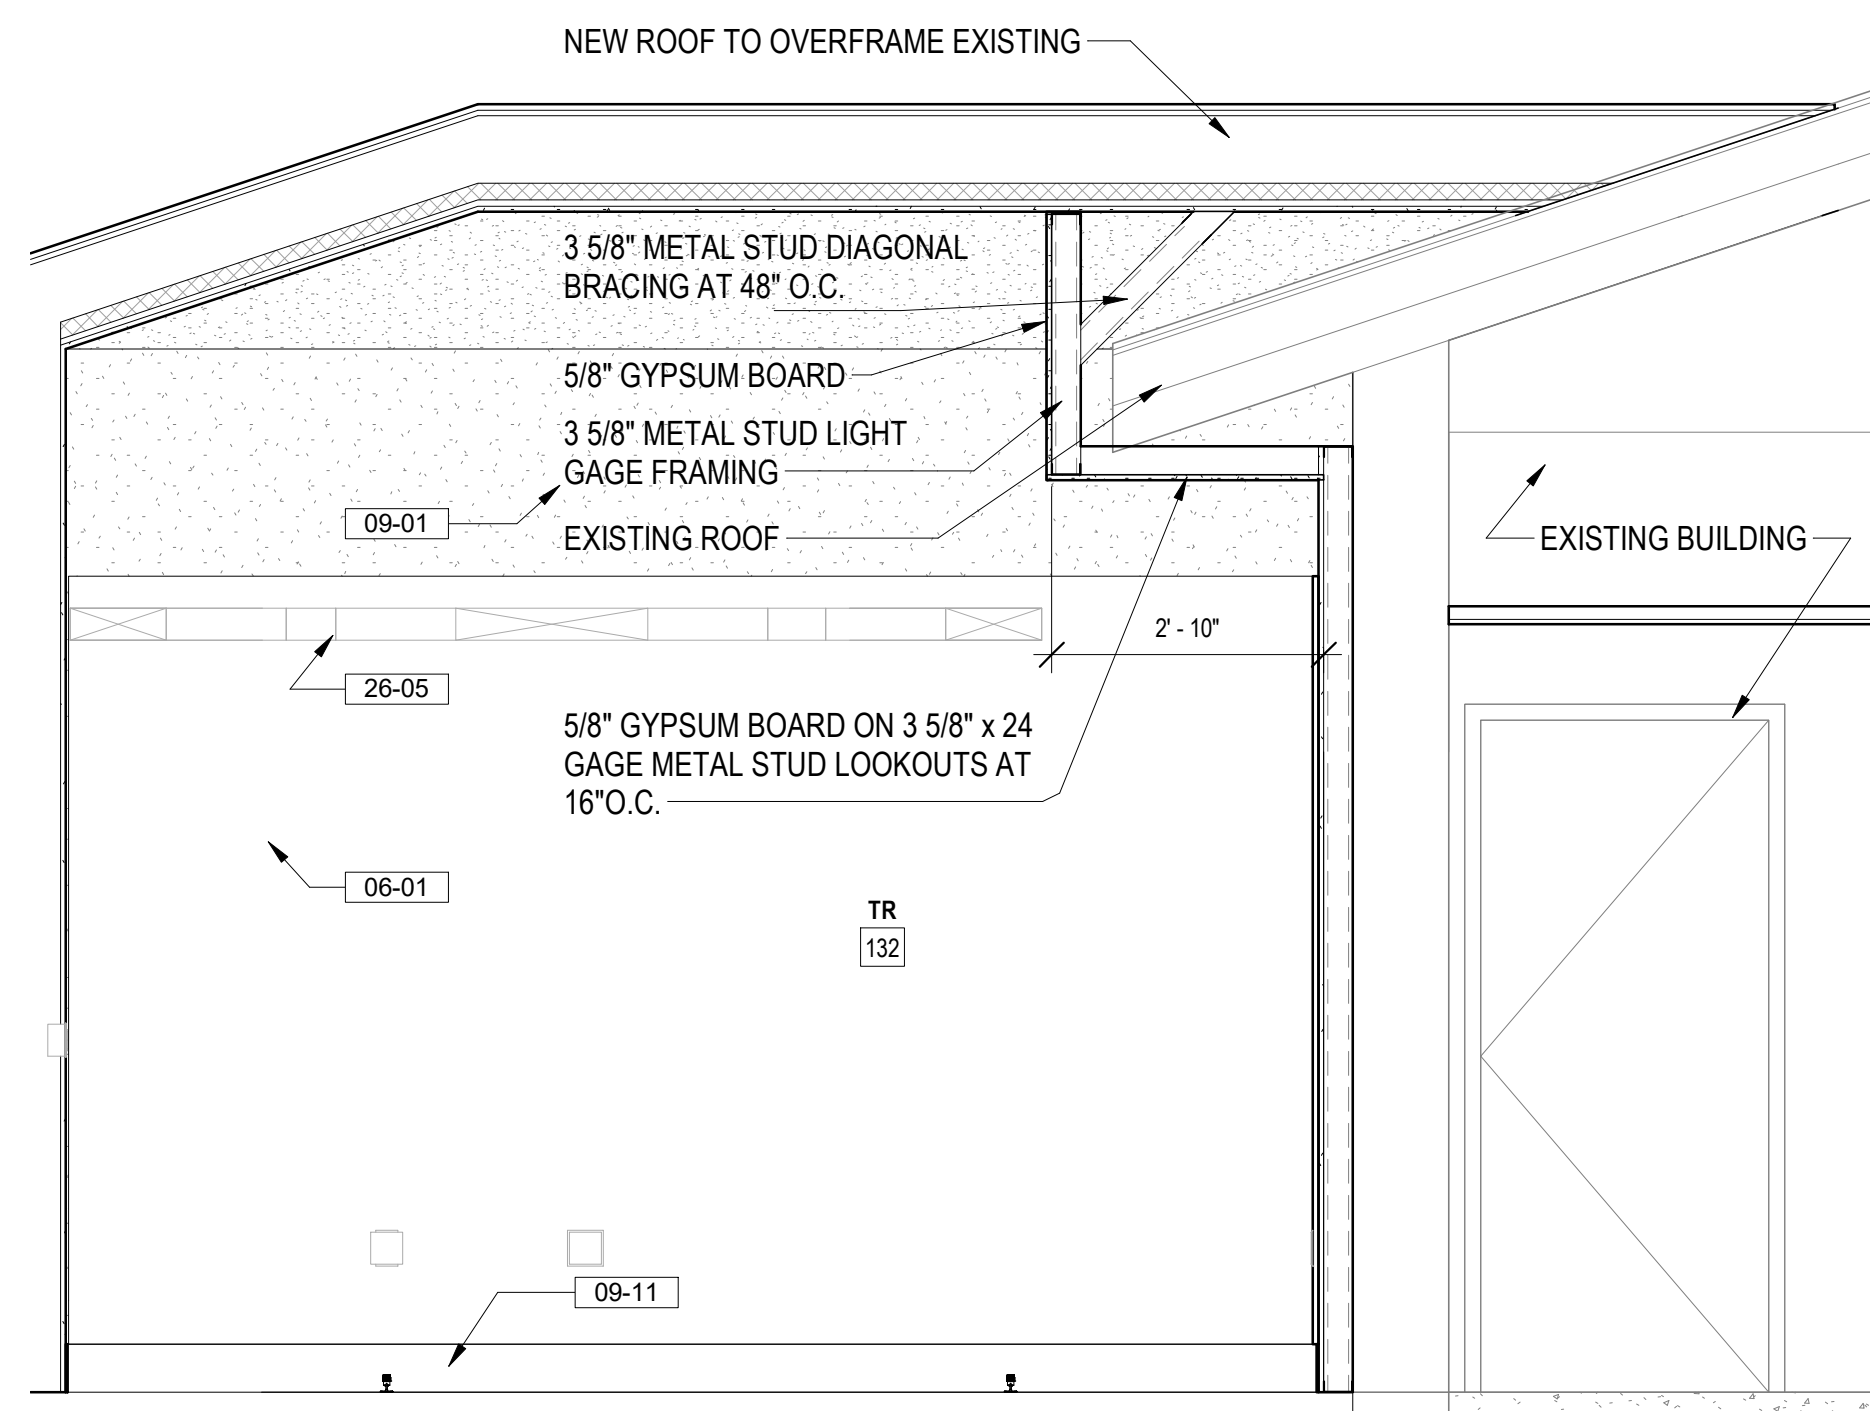 NEW ROOF TO OVERFRAME EXISTING
3 5/8" METAL STUD DIAGONAL
BRACING AT 48" O.C.
5/8" GYPSUM BOARD
3 5/8" METAL STUD LIGHT
GAGE FRAMING
09-01
EXISTING ROOF
EXISTING BUILDING
2' - 10"
26-05
5/8" GYPSUM BOARD ON 3 5/8" x 24
GAGE METAL STUD LOOKOUTS AT
16"O.C.
06-01
TR
132
09-11